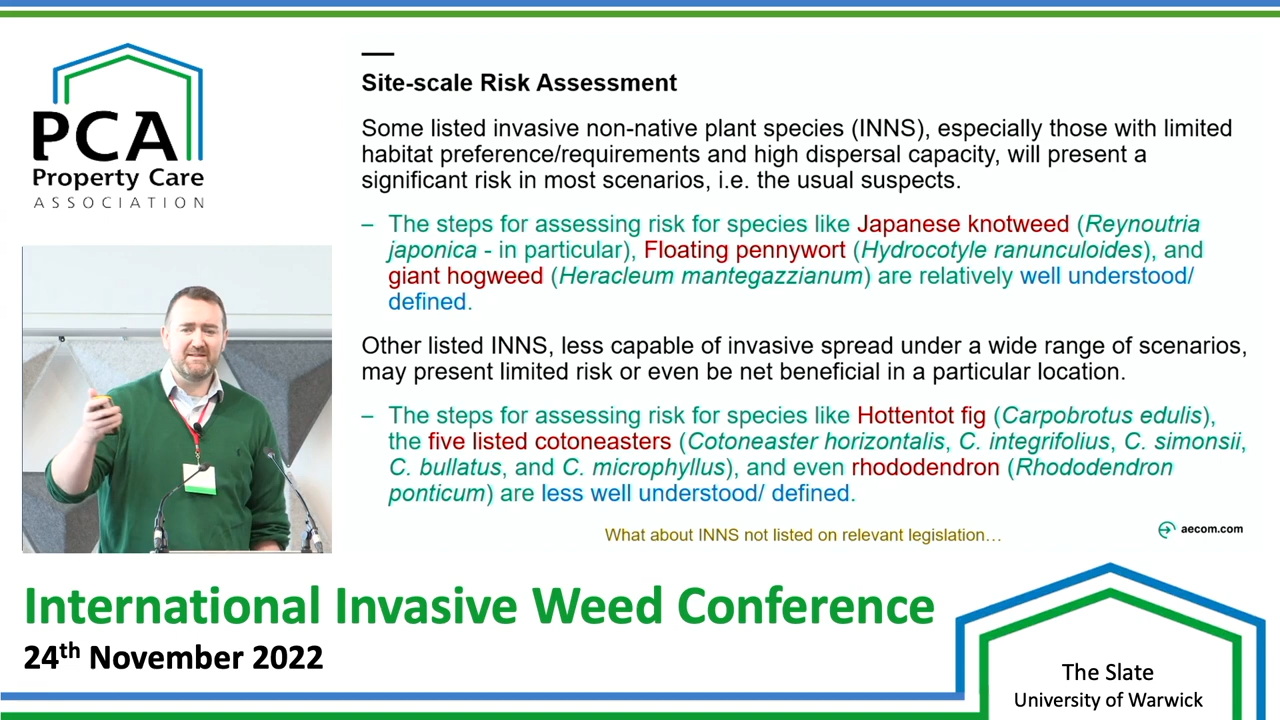 PCA
Property Care
ASSOCIATION
Site-scale Risk Assessment
Some listed invasive non-native plant species (INNS), especially those with limited
habitat preference/requirements and high dispersal capacity, will present a
significant risk in most scenarios, i.e. the usual suspects.
– The steps for assessing risk for species like Japanese knotweed (Reynoutria
japonica - in particular), Floating pennywort (Hydrocotyle ranunculoides), and
giant hogweed (Heracleum mantegazzianum) are relatively well understood/
defined.
Other listed INNS, less capable of invasive spread under a wide range of scenarios,
may present limited risk or even be net beneficial in a particular location.
– The steps for assessing risk for species like Hottentot fig (Carpobrotus edulis),
the five listed cotoneasters (Cotoneaster horizontalis, C. integrifolius, C. simonsii,
C. bullatus, and C. microphyllus), and even rhododendron (Rhododendron
ponticum) are less well understood/ defined.
What about INNS not listed on relevant legislation…
aecom.com
International Invasive Weed Conference
24th November 2022
The Slate
University of Warwick